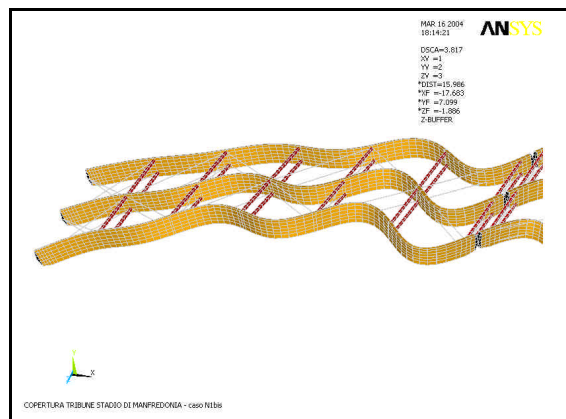 MAR 16 2004
18:14:21
ANSYS
DSCA=3.817
XV =1
YV =2
ZV =3
*DIST=15.986
*XF =-17.683
*YF =7.099
*ZF =-1.886
Z-BUFFER
Y
X
COPERTURA TRIBUNE STADIO DI MANFREDONIA - caso N1bis